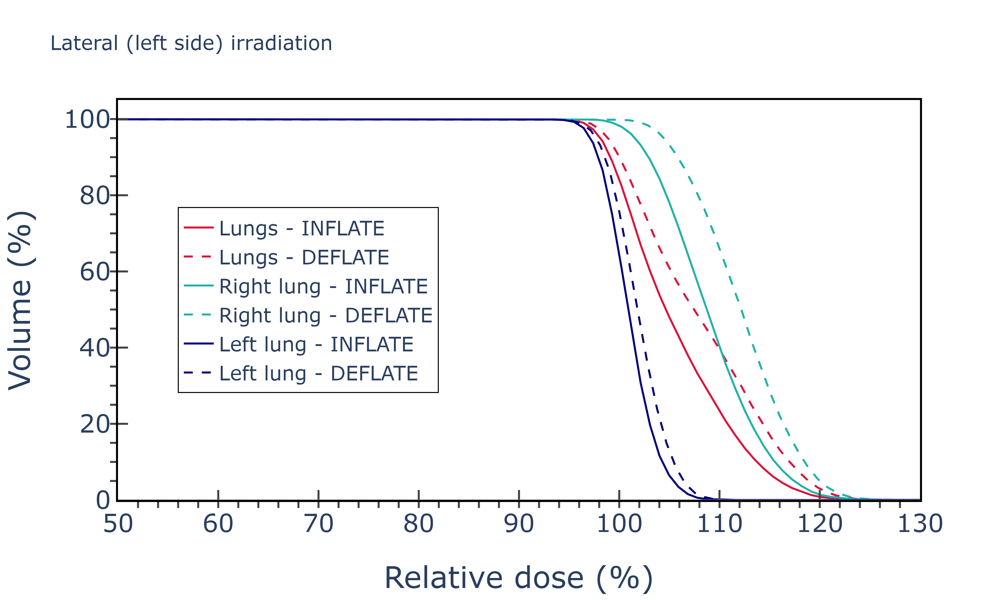 Lateral (left side) irradiation
100
80
60
40
20
0
Volume (%)
Lungs - INFLATE
Lungs - DEFLATE
Right lung - INFLATE
Right lung - DEFLATE
Left lung - INFLATE
Left lung - DEFLATE
50 60 70 80 90 100 110 120 130
Relative dose (%)